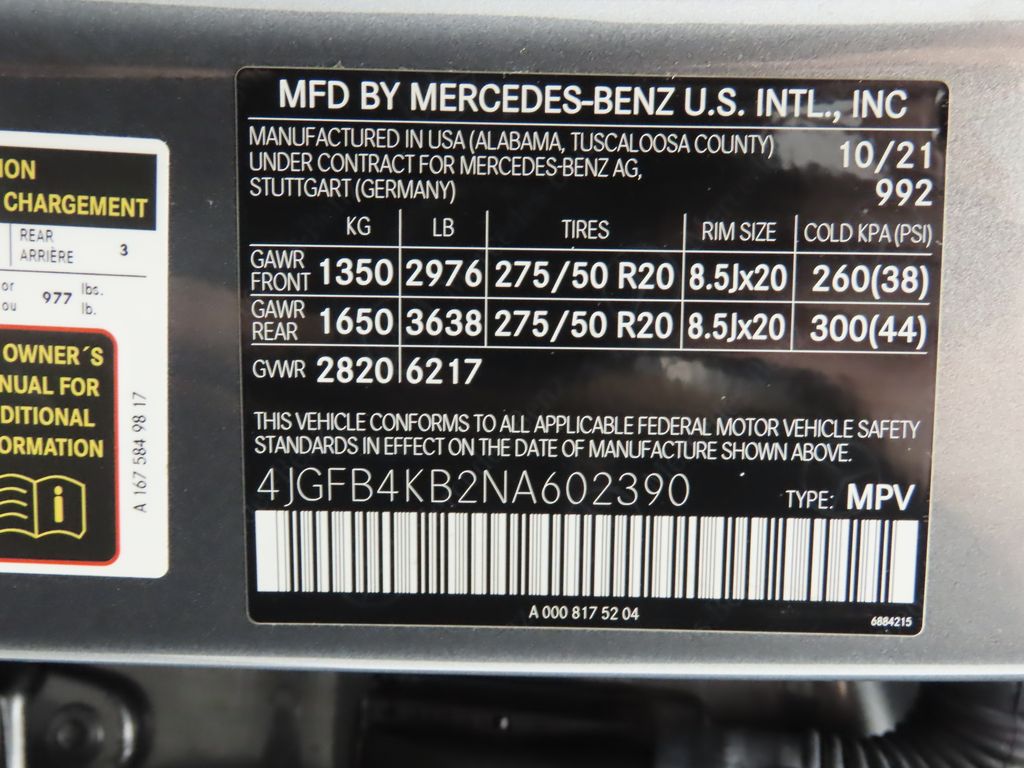 ION
CHARGEMENT
REAR
ARRIÈRE 3
or
ou 977 lbs.
lb.
OWNER´S
NUAL FOR
DITIONAL
ORMATION
i
A 167 584 98 17
MFD BY MERCEDES-BENZ U.S. INTL., INC
MANUFACTURED IN USA (ALABAMA, TUSCALOOSA COUNTY) 10/21
UNDER CONTRACT FOR MERCEDES-BENZ AG,
STUTTGART (GERMANY) 992
KG LB TIRES RIM SIZE COLD KPA (PSI)
GAWR
FRONT 1350 2976 275/50 R20 8.5Jx20 260(38)
GAWR
REAR 1650 3638 275/50 R20 8.5Jx20 300(44)
GVWR 2820 6217
THIS VEHICLE CONFORMS TO ALL APPLICABLE FEDERAL MOTOR VEHICLE SAFETY
STANDARDS IN EFFECT ON THE DATE OF MANUFACTURE SHOWN ABOVE.
4JGFB4KB2NA602390 TYPE: MPV
A 000 817 52 04
6884215